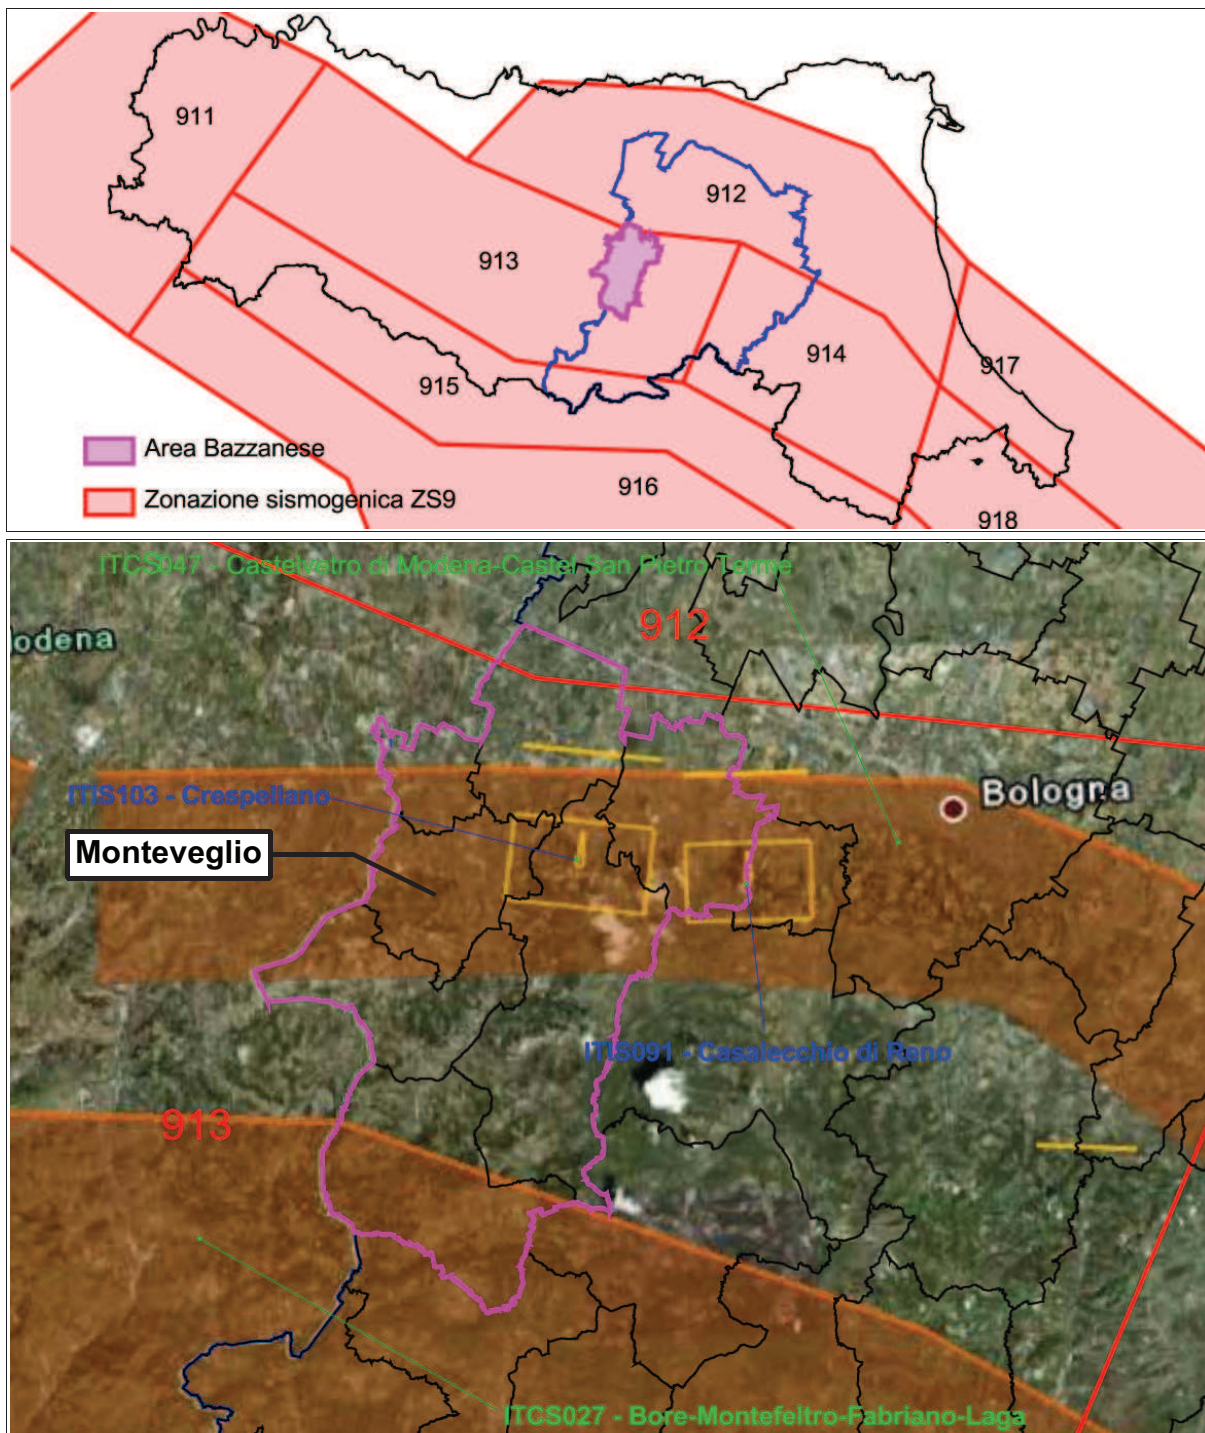 911
912
913
914
917
915
Area Bazzanese
916
Zonazione sismogenica ZS9
918
ITCS047 - Castelvetro di Modena-Castel San Pietro Terme
912
odena
Bologna
ITIS103 - Crespellano
Monteveglio
ITIS091 - Casalecchio di Reno
913
ITCS027 - Bore-Montefeltro-Fabriano-Laga